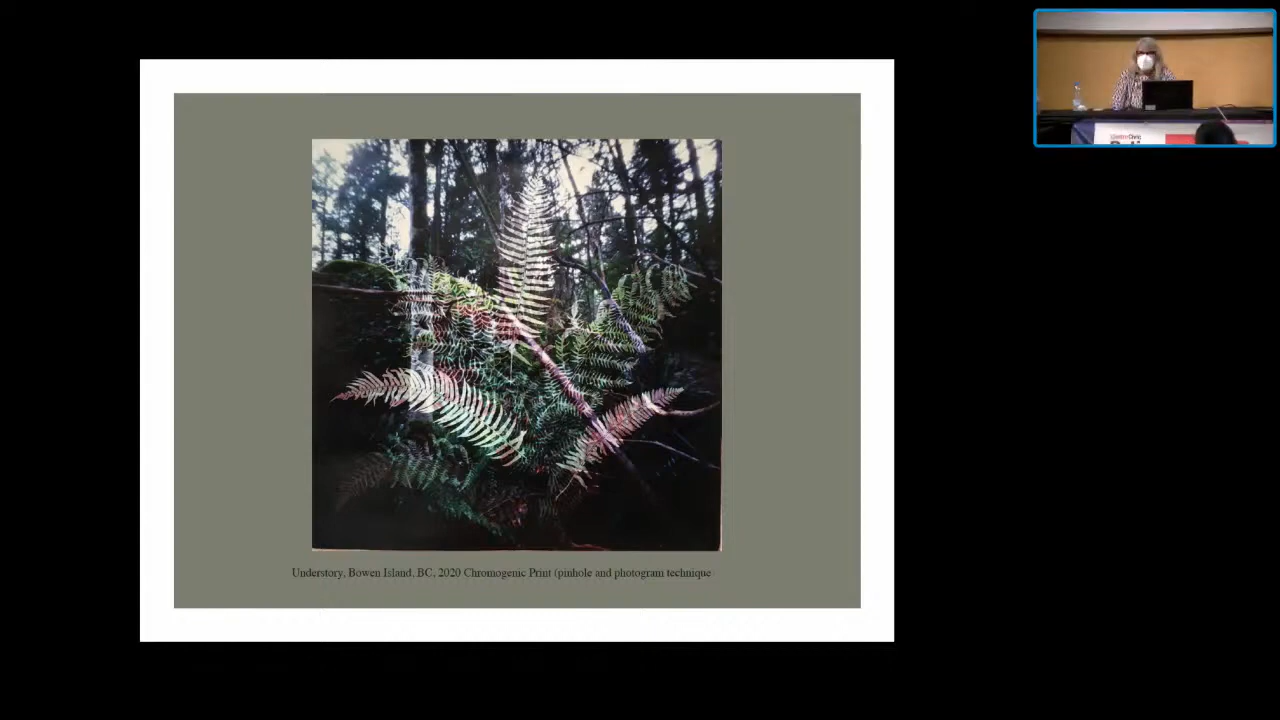 Understory, Bowen Island, BC, 2020 Chromogenic Print (pinhole and photogram technique